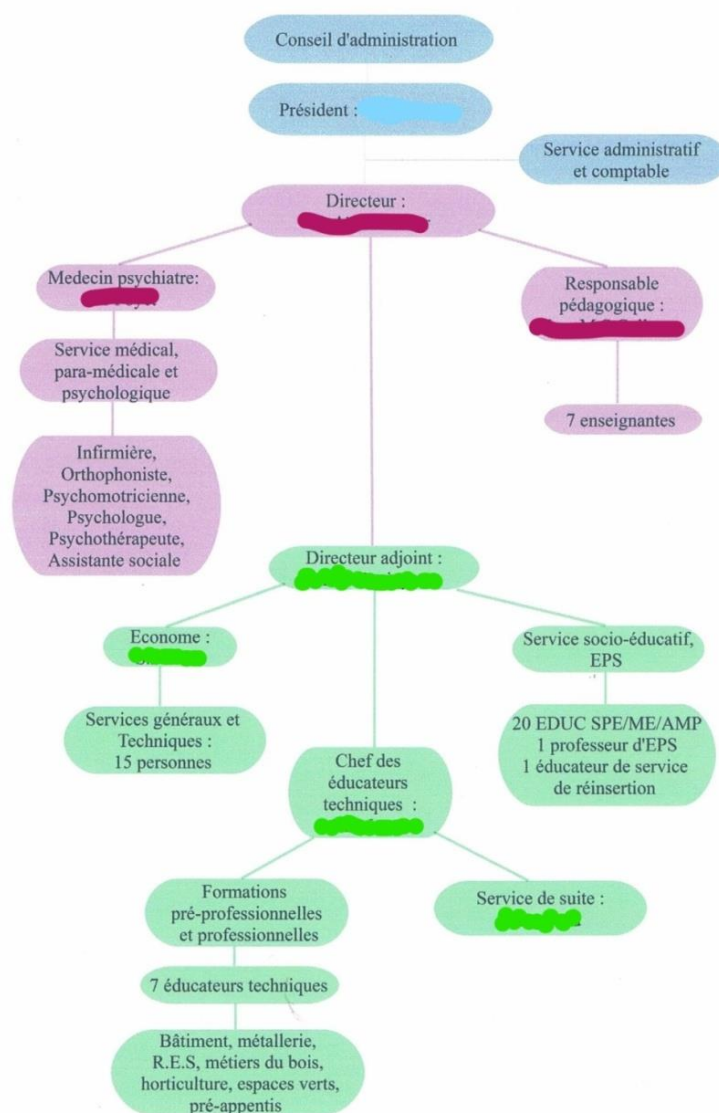 Conseil d'administration
Président :
Service administratif
et comptable
Directeur :
Medecin psychiatre:
Responsable
pédagogique :
Service médical,
para-médicale et
psychologique
7 enseignantes
Infirmière,
Orthophoniste,
Psychomotricienne,
Psychologue,
Psychothérapeute,
Assistante sociale
Directeur adjoint :
Econome :
Service socio-éducatif,
EPS
Services généraux et
Techniques :
15 personnes
20 EDUC SPE/ME/AMP
1 professeur d'EPS
1 éducateur de service
de réinsertion
Chef des
éducateurs
techniques :
Formations
pré-professionnelles
et professionnelles
Service de suite :
7 éducateurs techniques
Bâtiment, métallerie,
R.E.S, métiers du bois,
horticulture, espaces verts,
pré-appentis